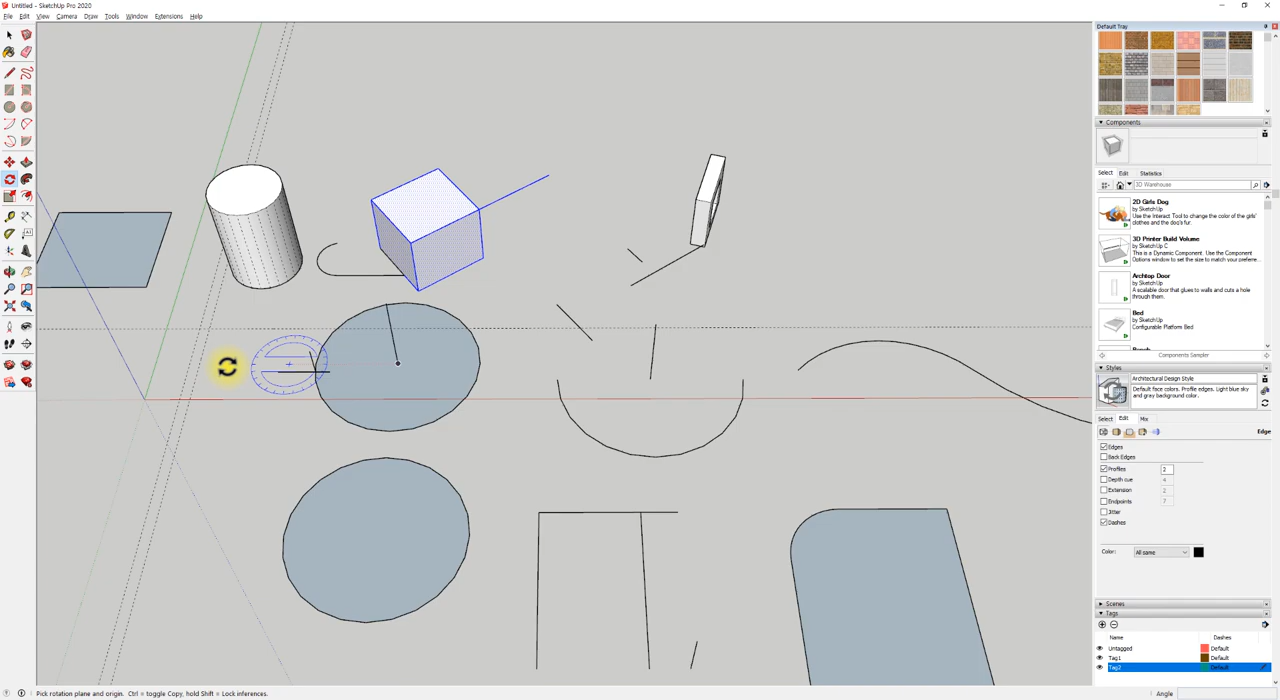 Untitled - SketchUp Pro 2020
File Edit View Camera Draw Tools Window Extensions Help
Default Tray
Components
Select Edit Statistics
3D Warehouse
2D Girls Dog
by SketchUp
Use the Interact Tool to change the color of the girls'
clothes and the dog's fur.
3D Printer Build Volume
by SketchUp C
This is a Dynamic Component. Use the Component
Options window to set the size to match your preferre...
Archtop Door
A scalable door that glues to walls and cuts a hole
through them.
Bed
Configurable Platform Bed
Components Sampler
Styles
Architectural Design Style
Default face colors. Profile edges. Light blue sky
and gray background color.
Select Edit Mix
Edge
Edges
Back Edges
Profiles 2
Depth cue 4
Extension 2
Endpoints 7
Jitter
Dashes
Color: All same
Scenes
Tags
Name Dashes
Untagged Default
Tag1 Default
Tag2 Default
Pick rotation plane and origin. Ctrl = toggle Copy, hold Shift = Lock inferences.
Angle